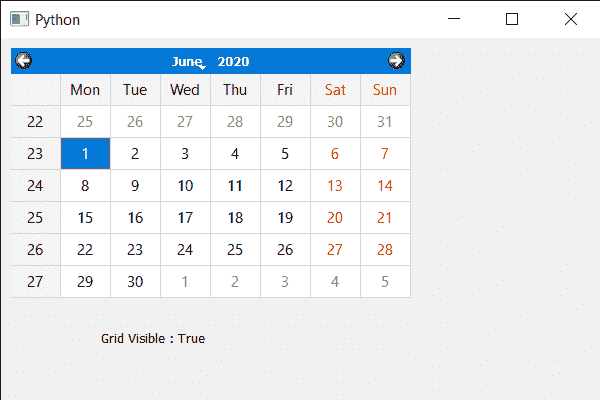 Python
June 2020
Mon Tue Wed Thu Fri Sat Sun
22 25 26 27 28 29 30 31
23 1 2 3 4 5 6 7
24 8 9 10 11 12 13 14
25 15 16 17 18 19 20 21
26 22 23 24 25 26 27 28
27 29 30 1 2 3 4 5
Grid Visible : True